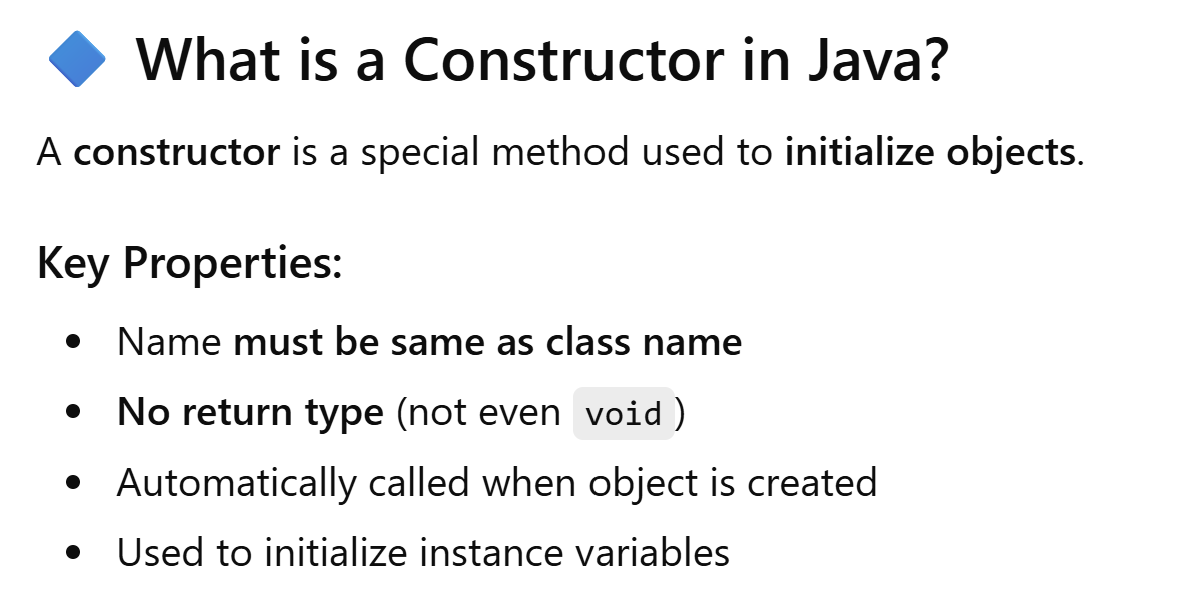 What is a Constructor in Java?
A constructor is a special method used to initialize objects.
Key Properties:
• Name must be same as class name
• No return type (not even void)
• Automatically called when object is created
• Used to initialize instance variables